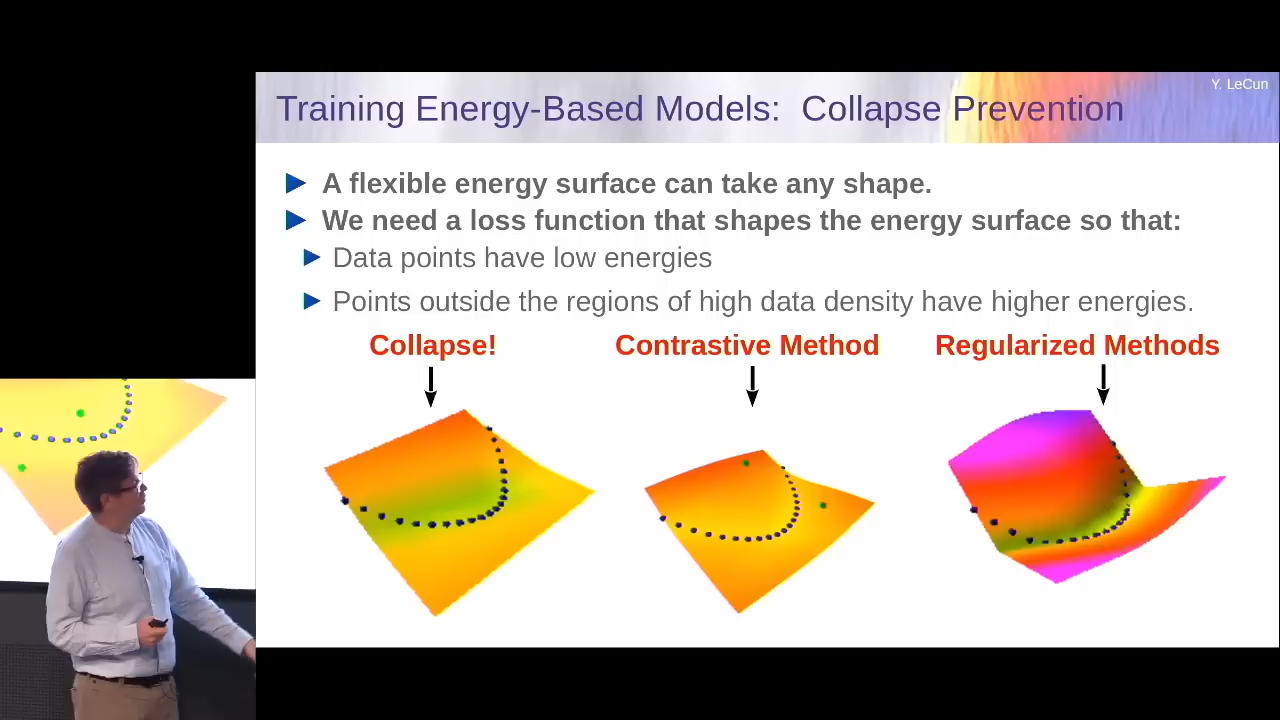 Y. LeCun
Training Energy-Based Models: Collapse Prevention
A flexible energy surface can take any shape.
We need a loss function that shapes the energy surface so that:
Data points have low energies
Points outside the regions of high data density have higher energies.
Collapse!
Contrastive Method
Regularized Methods